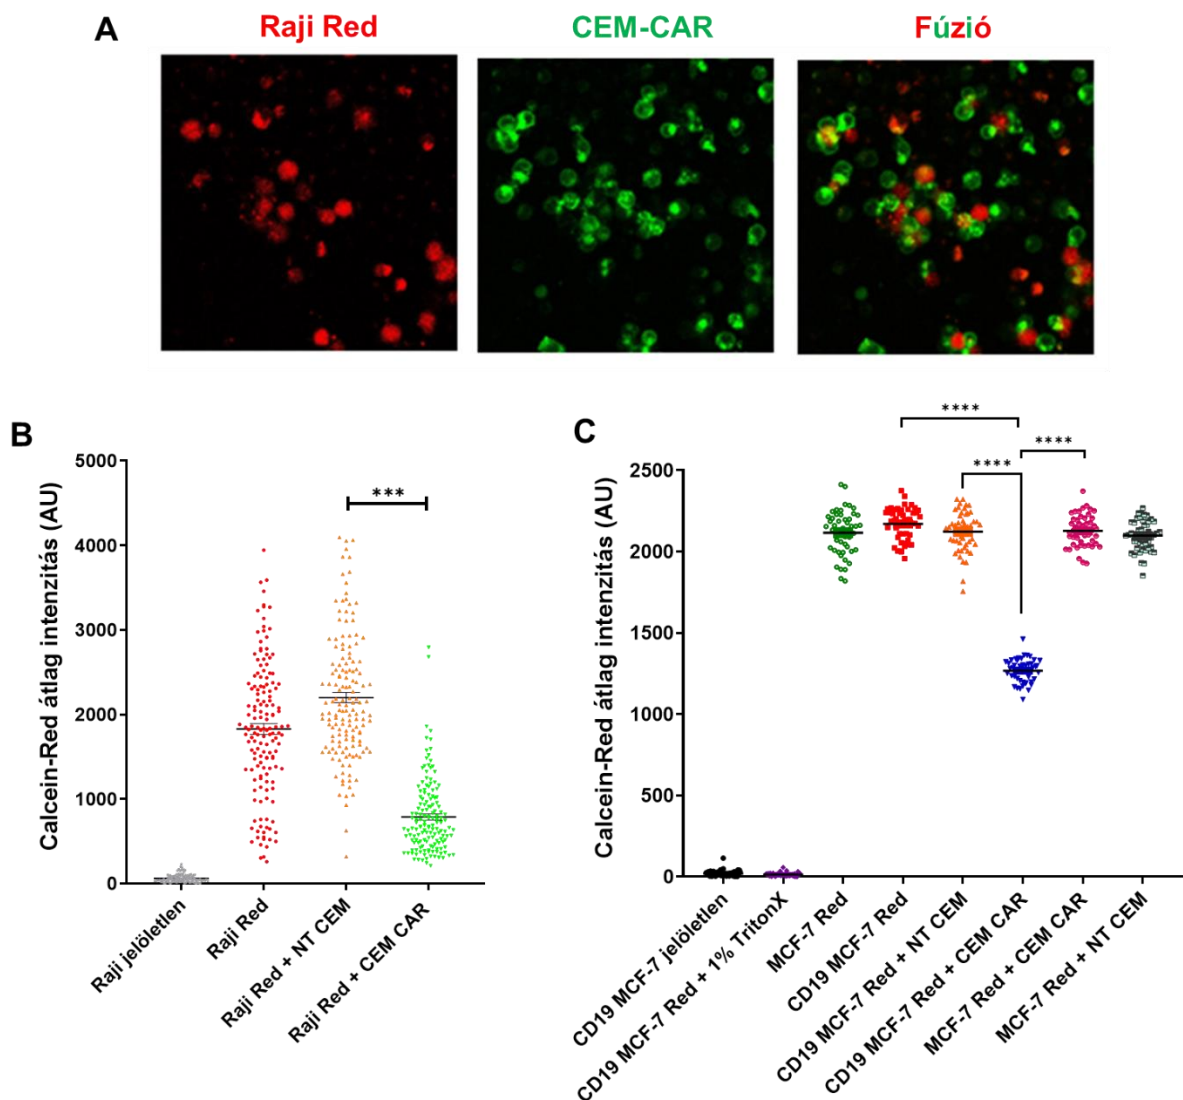 A
Raji Red
CEM-CAR
Fúzió
B
Calcein-Red átlag intenzitás (AU)
5000
4000
3000
2000
1000
0
***
Raji jelöletlen
Raji Red
Raji Red + NT CEM
Raji Red + CEM CAR
C
Calcein-Red átlag intenzitás (AU)
2500
2000
1500
1000
500
0
****
****
****
CD19 MCF-7 jelöletlen
CD19 MCF-7 Red + 1% TritonX
MCF-7 Red
CD19 MCF-7 Red
CD19 MCF-7 Red + NT CEM
CD19 MCF-7 Red + CEM CAR
MCF-7 Red + CEM CAR
MCF-7 Red + NT CEM